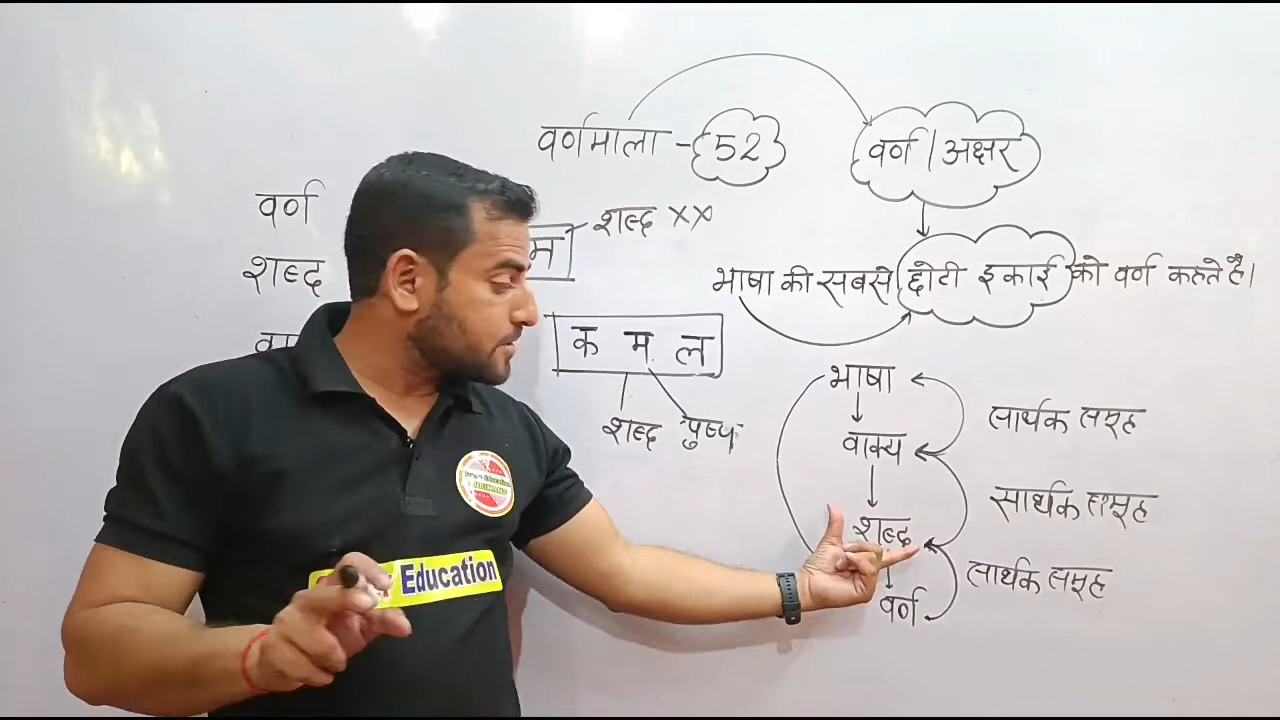 वर्णमाला - 52
वर्ण / अक्षर
वर्ण
शब्द xx
म
शब्द
भाषा की सबसे छोटी इकाई को वर्ण कहते है।
क म ल
शब्द पुष्प
भाषा
सार्थक समूह
वाक्य
सार्थक समूह
शब्द
सार्थक समूह
वर्ण
Education